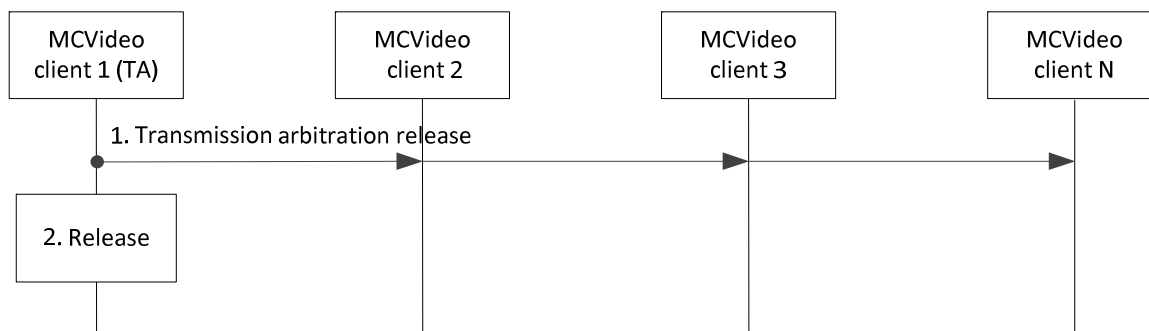 MCVideo
client 1 (TA)
MCVideo
client 2
MCVideo
client 3
MCVideo
client N
1. Transmission arbitration release
2. Release